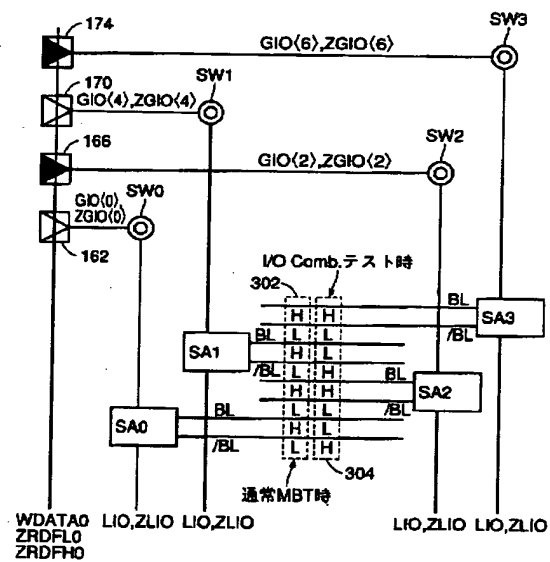 174
SW3
GIO⟨6⟩,ZGIO⟨6⟩
170
SW1
GIO⟨4⟩,ZGIO⟨4⟩
166
SW2
GIO⟨2⟩,ZGIO⟨2⟩
GIO⟨0⟩,
ZGIO⟨0⟩
SW0
162
I/O Comb.テスト時
302
BL
H H
SA3
L L
/BL
SA1
BL
H L
/BL
L H
BL
H H
SA2
L L
/BL
SA0
BL
H L
/BL
L H
304
通常MBT時
WDATA0
ZRDFL0
ZRDFH0
LIO,ZLIO
LIO,ZLIO
LIO,ZLIO
LIO,ZLIO